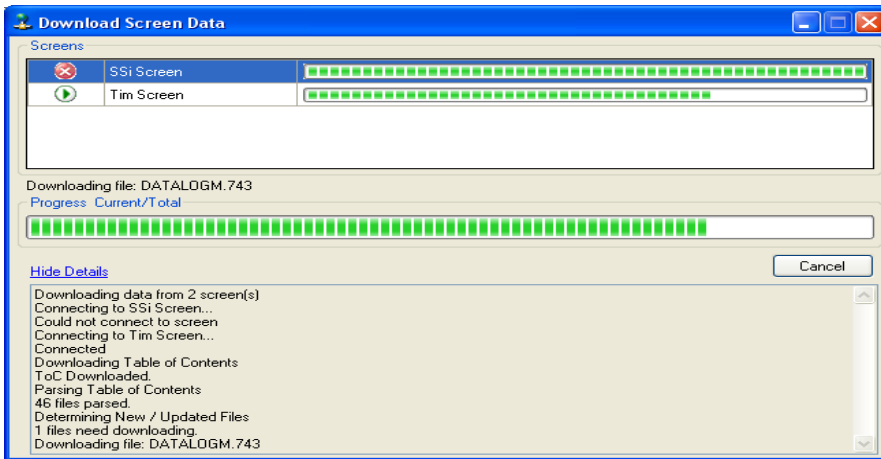 Download Screen Data
Screens
SSi Screen
Tim Screen
Downloading file: DATALOGM.743
Progress Current/Total
Hide Details
Cancel
Downloading data from 2 screen(s)
Connecting to SSi Screen...
Could not connect to screen
Connecting to Tim Screen...
Connected
Downloading Table of Contents
ToC Downloaded.
Parsing Table of Contents
46 files parsed.
Determining New / Updated Files
1 files need downloading.
Downloading file: DATALOGM.743